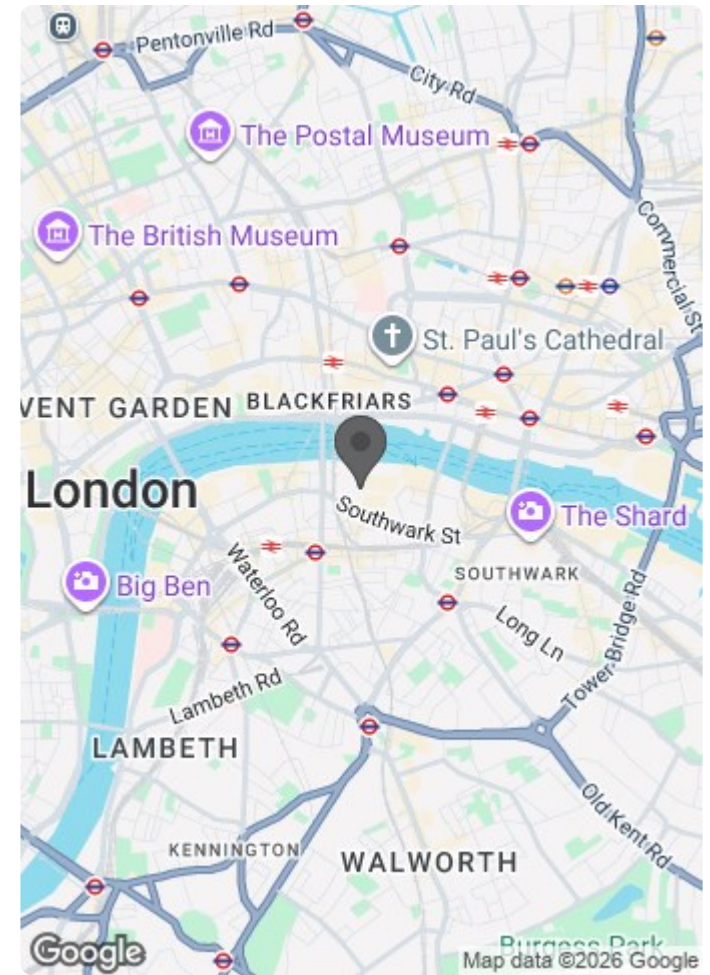 Pentonville Rd
City Rd
The Postal Museum
Commercial St
The British Museum
St. Paul's Cathedral
VENT GARDEN
BLACKFRIARS
London
Southwark St
The Shard
Big Ben
Waterloo Rd
SOUTHWARK
Long Ln
Tower Bridge Rd
Lambeth Rd
LAMBETH
Old Kent Rd
KENNINGTON
WALWORTH
Burgess Park
Google
Map data ©2026 Google